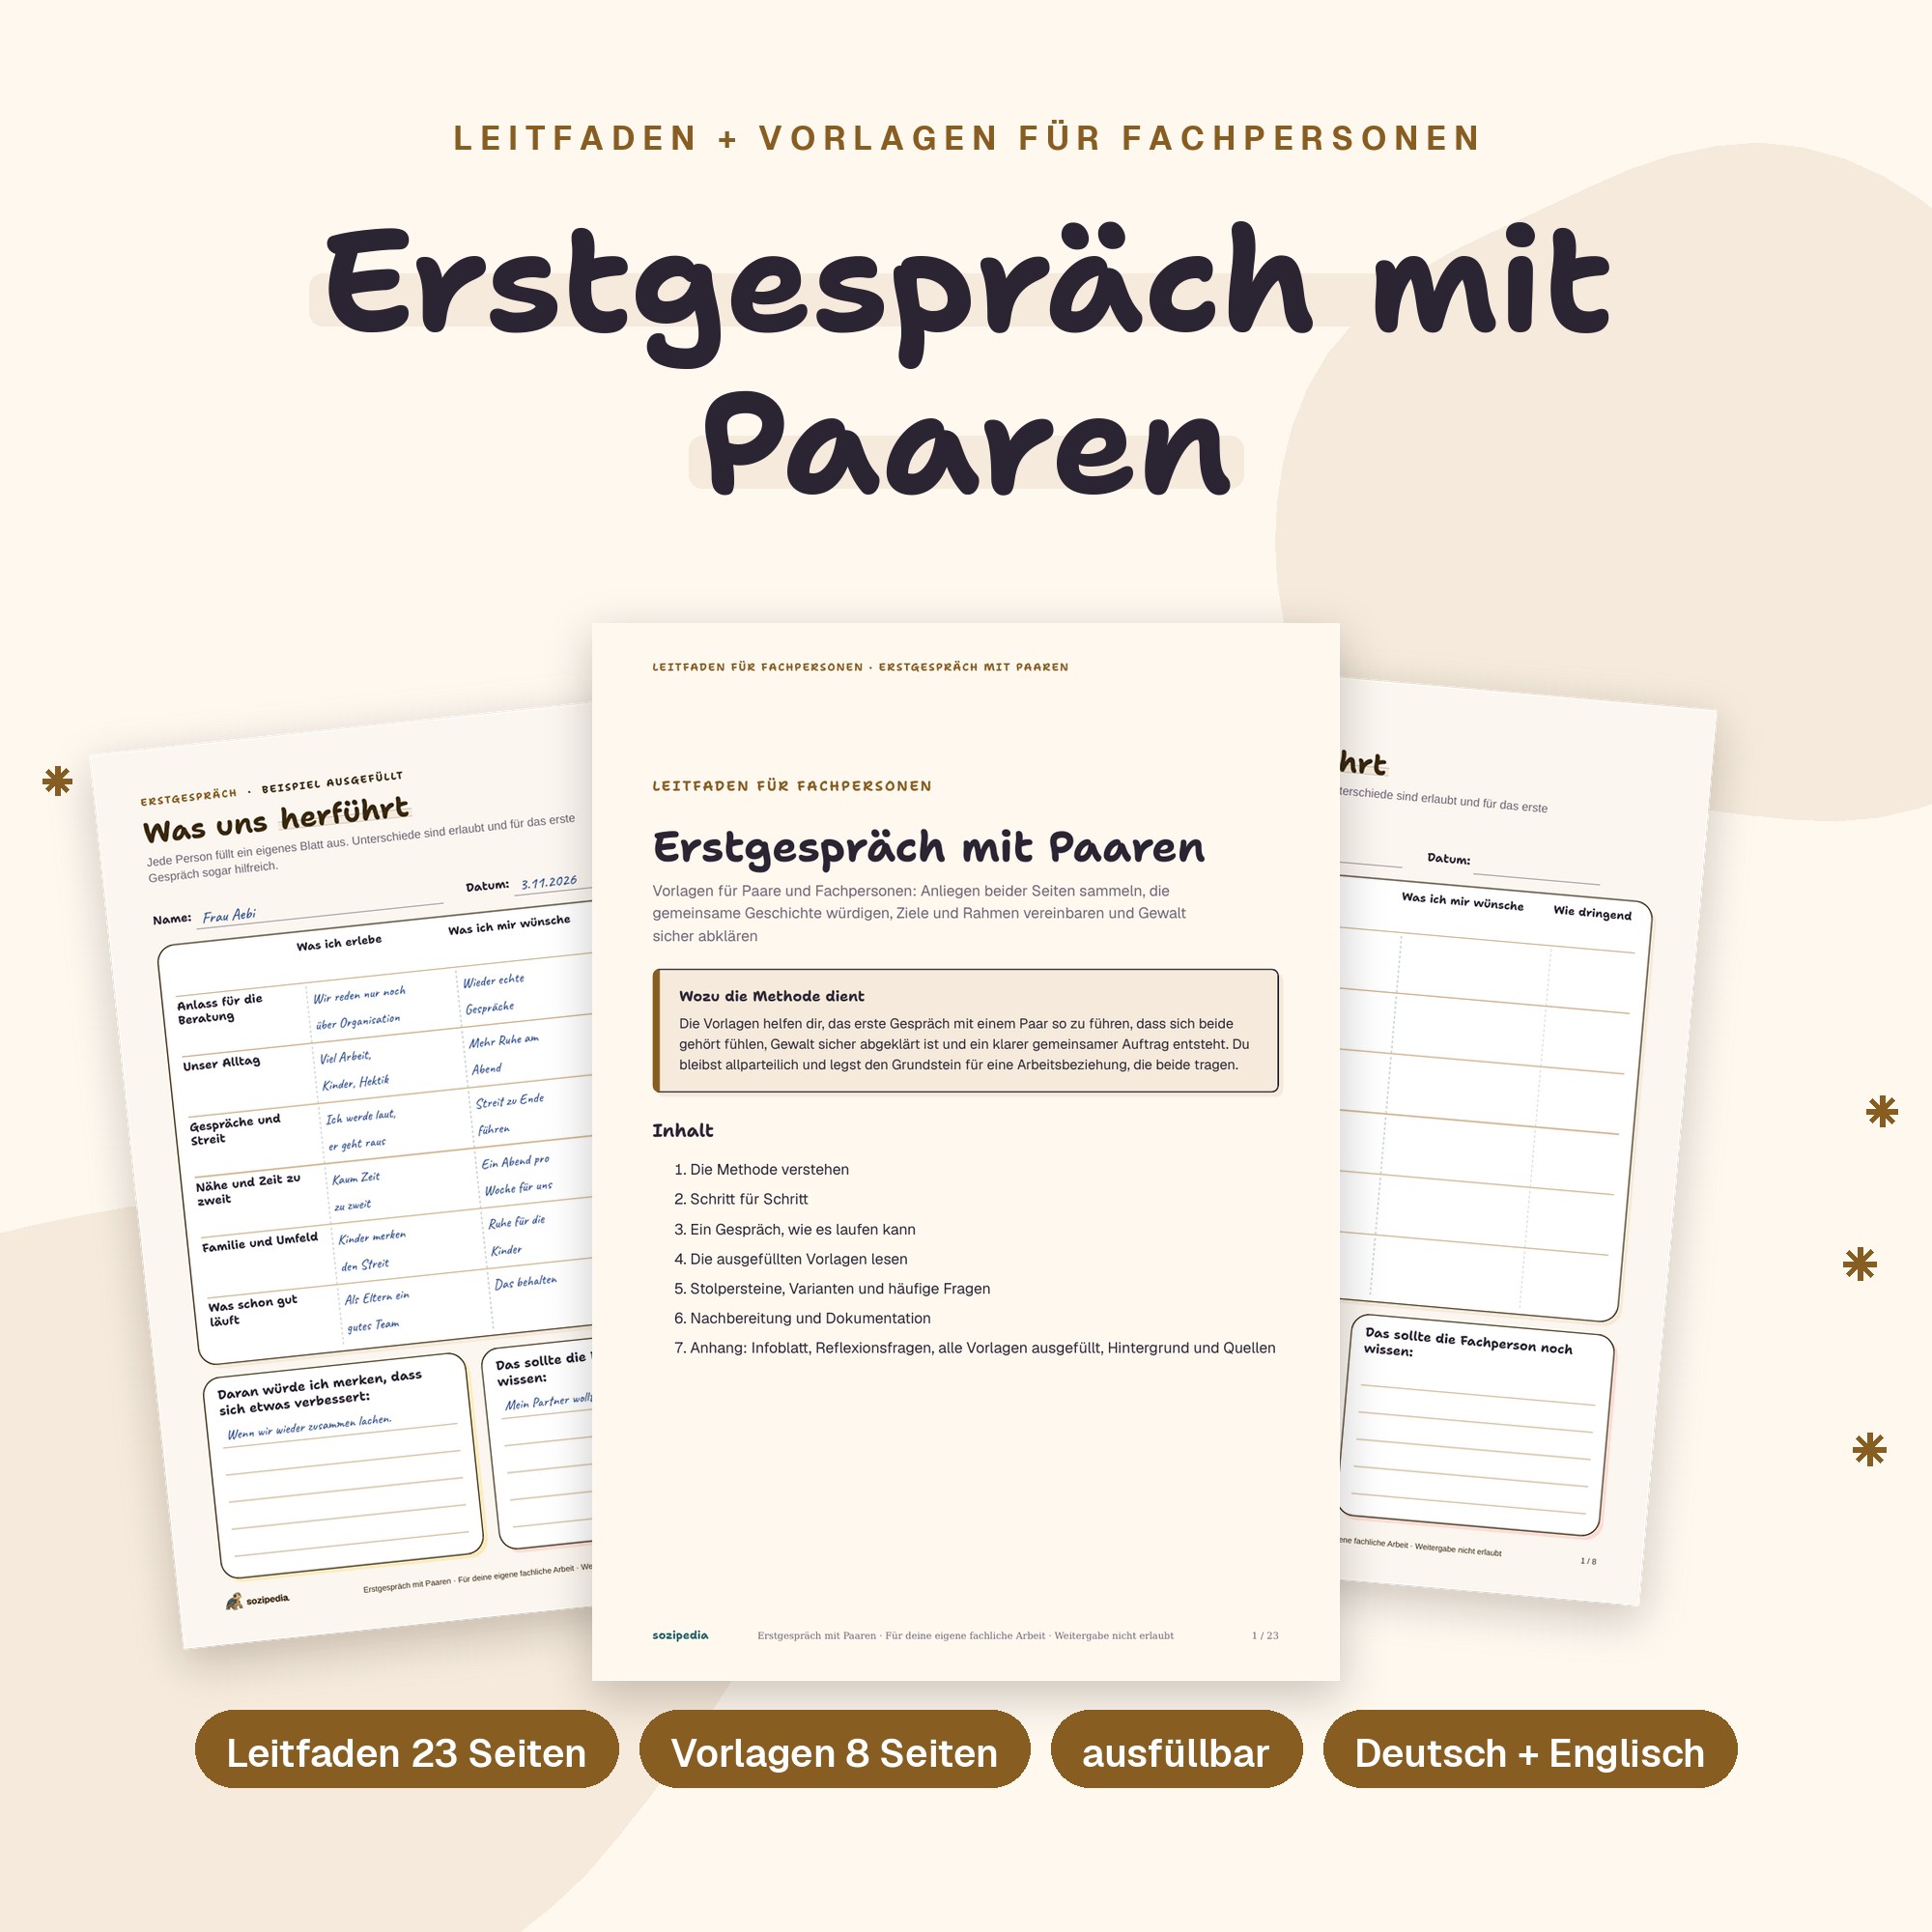 LEITFADEN + VORLAGEN FÜR FACHPERSONEN
Erstgespräch mit
Paaren
ERSTGESPRÄCH · BEISPIEL AUSGEFÜLLT
Was uns herführt
Jede Person füllt ein eigenes Blatt aus. Unterschiede sind erlaubt und für das erste
Gespräch sogar hilfreich.
Name: Frau Aebi
Datum: 3.11.2026
Was ich erlebe
Was ich mir wünsche
Anlass für die
Beratung
Wir reden nur noch
über Organisation
Wieder echte
Gespräche
Unser Alltag
Viel Arbeit,
Kinder, Hektik
Mehr Ruhe am
Abend
Gespräche und
Streit
Ich werde laut,
er geht raus
Streit zu Ende
führen
Nähe und Zeit zu
zweit
Kaum Zeit
zu zweit
Ein Abend pro
Woche für uns
Familie und Umfeld
Kinder merken
den Streit
Ruhe für die
Kinder
Was schon gut
läuft
Als Eltern ein
gutes Team
Das behalten
Daran würde ich merken, dass
sich etwas verbessert:
Wenn wir wieder zusammen lachen.
Das sollte die
wissen:
Mein Partner
sozipedia
Erstgespräch mit Paaren · Für deine eigene fachliche Arbeit ·
LEITFADEN FÜR FACHPERSONEN · ERSTGESPRÄCH MIT PAAREN
LEITFADEN FÜR FACHPERSONEN
Erstgespräch mit Paaren
Vorlagen für Paare und Fachpersonen: Anliegen beider Seiten sammeln, die
gemeinsame Geschichte würdigen, Ziele und Rahmen vereinbaren und Gewalt
sicher abklären
Wozu die Methode dient
Die Vorlagen helfen dir, das erste Gespräch mit einem Paar so zu führen, dass sich beide
gehört fühlen, Gewalt sicher abgeklärt ist und ein klarer gemeinsamer Auftrag entsteht. Du
bleibst allparteilich und legst den Grundstein für eine Arbeitsbeziehung, die beide tragen.
Inhalt
1. Die Methode verstehen
2. Schritt für Schritt
3. Ein Gespräch, wie es laufen kann
4. Die ausgefüllten Vorlagen lesen
5. Stolpersteine, Varianten und häufige Fragen
6. Nachbereitung und Dokumentation
7. Anhang: Infoblatt, Reflexionsfragen, alle Vorlagen ausgefüllt, Hintergrund und Quellen
sozipedia
Erstgespräch mit Paaren · Für deine eigene fachliche Arbeit · Weitergabe nicht erlaubt
1 / 23
sind erlaubt und für das erste
Datum:
Was ich mir wünsche
Wie dringend
Das sollte die Fachperson noch
wissen:
fachliche Arbeit · Weitergabe nicht erlaubt
1 / 8
Leitfaden 23 Seiten
Vorlagen 8 Seiten
ausfüllbar
Deutsch + Englisch